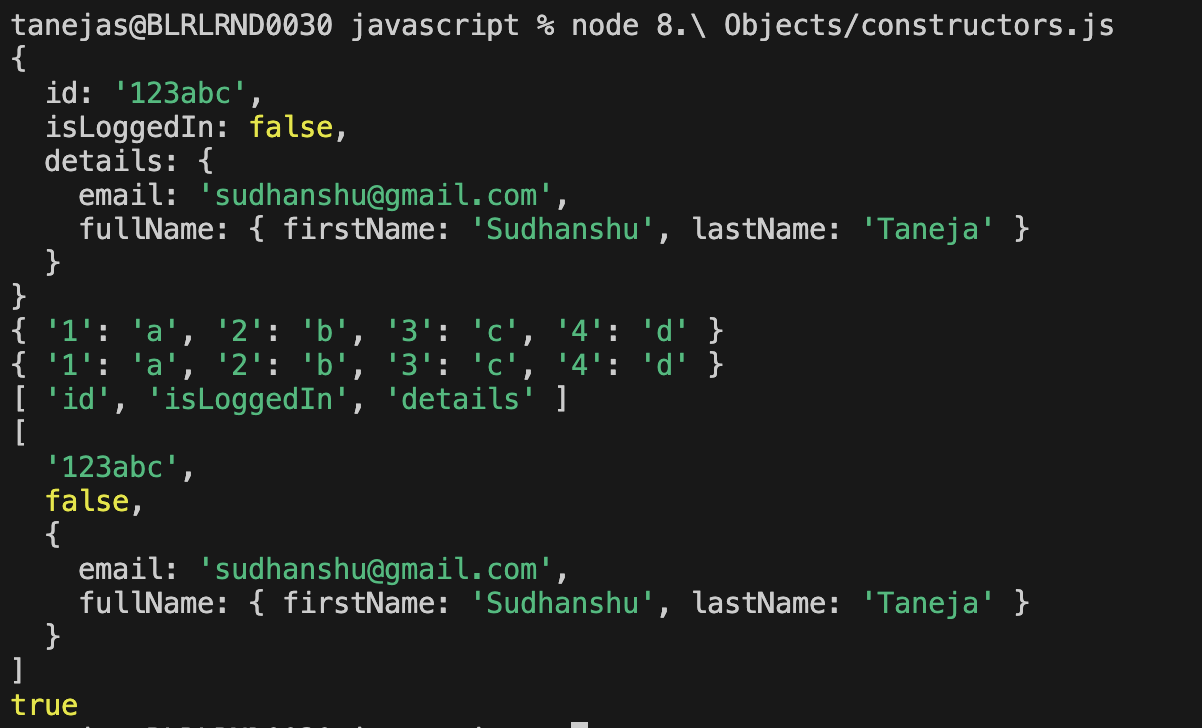 tanejas@BLRLRND0030 javascript % node 8.\ Objects/constructors.js
{
  id: '123abc',
  isLoggedIn: false,
  details: {
    email: 'sudhanshu@gmail.com',
    fullName: { firstName: 'Sudhanshu', lastName: 'Taneja' }
  }
}
{ '1': 'a', '2': 'b', '3': 'c', '4': 'd' }
{ '1': 'a', '2': 'b', '3': 'c', '4': 'd' }
[ 'id', 'isLoggedIn', 'details' ]
[
  '123abc',
  false,
  {
    email: 'sudhanshu@gmail.com',
    fullName: { firstName: 'Sudhanshu', lastName: 'Taneja' }
  }
]
true